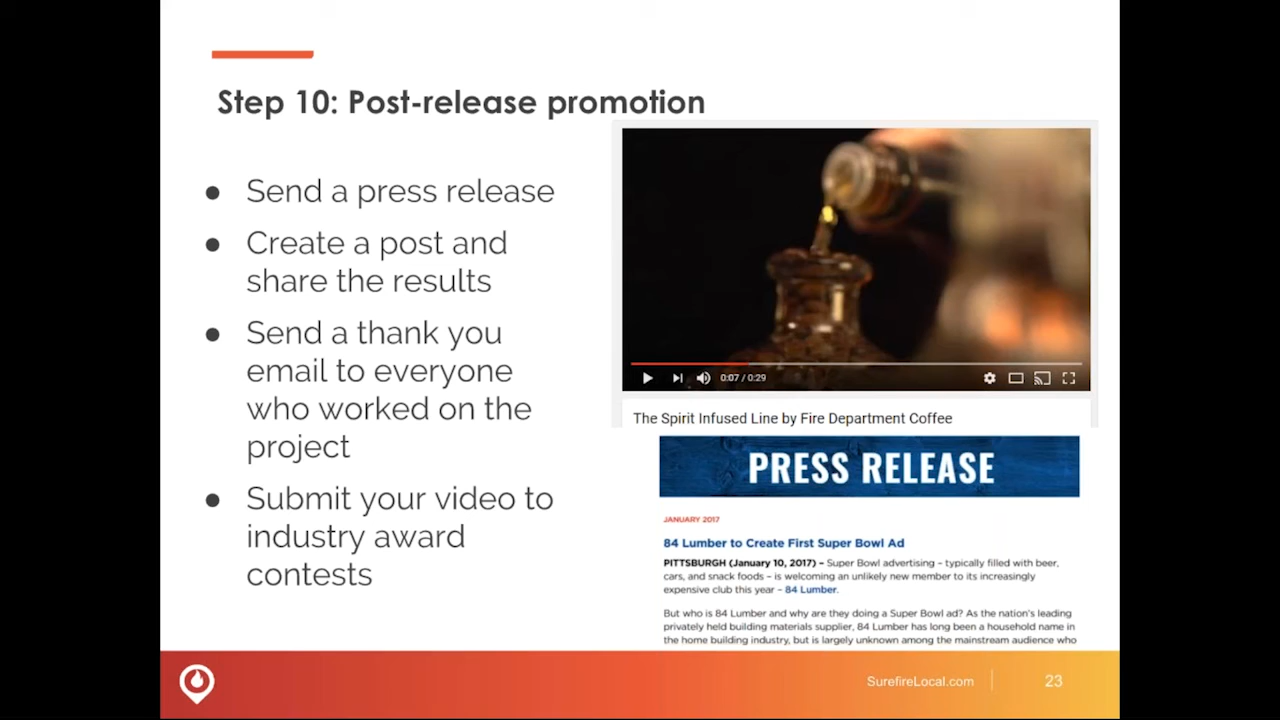 Step 10: Post-release promotion
● Send a press release
● Create a post and
share the results
● Send a thank you
email to everyone
who worked on the
project
● Submit your video to
industry award
contests
0:07 / 0:29
The Spirit Infused Line by Fire Department Coffee
PRESS RELEASE
JANUARY 2017
84 Lumber to Create First Super Bowl Ad
PITTSBURGH (January 10, 2017) – Super Bowl advertising – typically filled with beer,
cars, and snack foods – is welcoming an unlikely new member to its increasingly
expensive club this year – 84 Lumber.
But who is 84 Lumber and why are they doing a Super Bowl ad? As the nation's leading
privately held building materials supplier, 84 Lumber has long been a household name in
the home building industry, but is largely unknown among the mainstream audience who
SurefireLocal.com
23